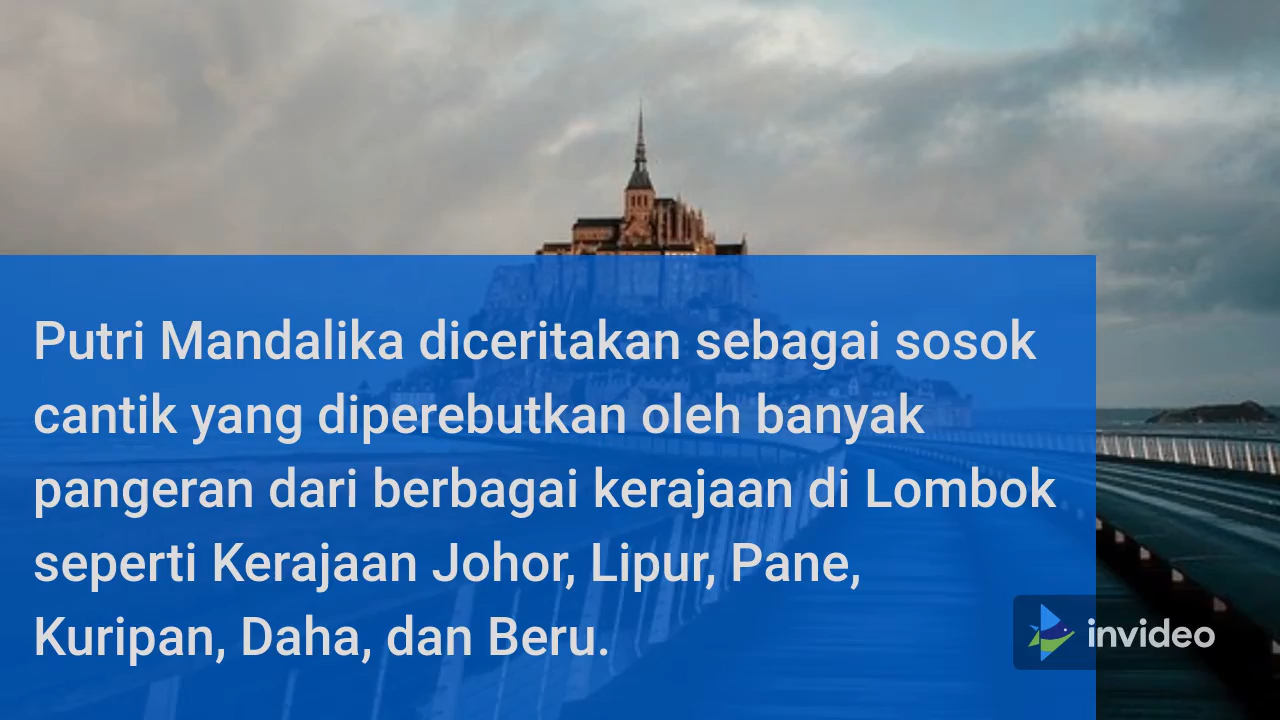 Putri Mandalika diceritakan sebagai sosok
cantik yang diperebutkan oleh banyak
pangeran dari berbagai kerajaan di Lombok
seperti Kerajaan Johor, Lipur, Pane,
Kuripan, Daha, dan Beru.
invideo